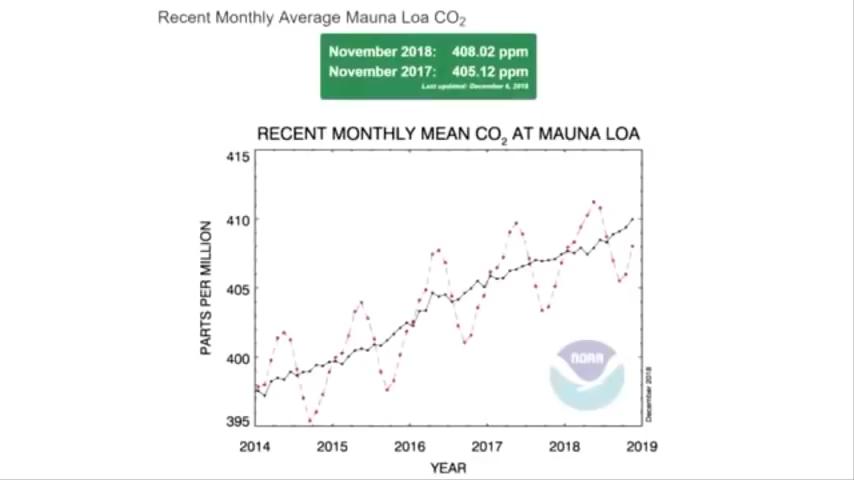 Recent Monthly Average Mauna Loa CO₂
November 2018: 408.02 ppm
November 2017: 405.12 ppm
Last updated: December 6, 2018
RECENT MONTHLY MEAN CO₂ AT MAUNA LOA
415
410
405
400
395
PARTS PER MILLION
NOAA
December 2018
2014 2015 2016 2017 2018 2019
YEAR